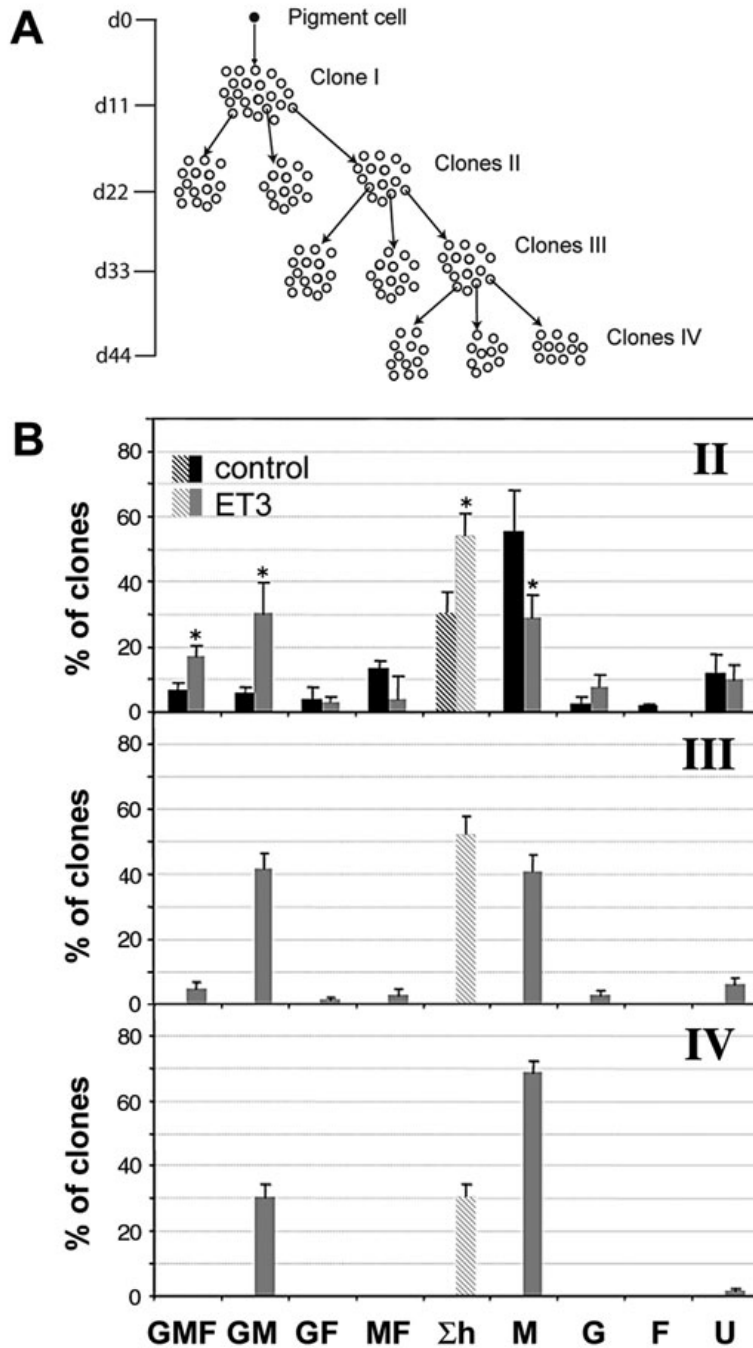 A
d0
Pigment cell
Clone I
d11
Clones II
d22
Clones III
d33
Clones IV
d44
B
II
control
ET3
% of clones
80
60
40
20
0
* * * *
III
% of clones
80
60
40
20
0
IV
% of clones
80
60
40
20
0
GMF GM GF MF Σh M G F U